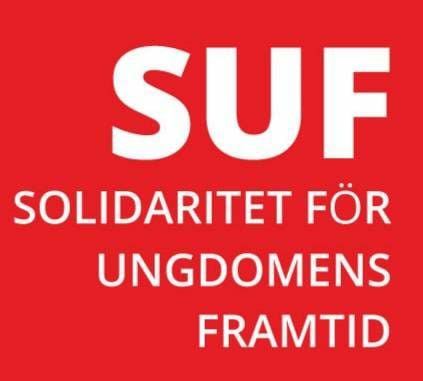 SUF
SOLIDARITET FÖR
UNGDOMENS
FRAMTID